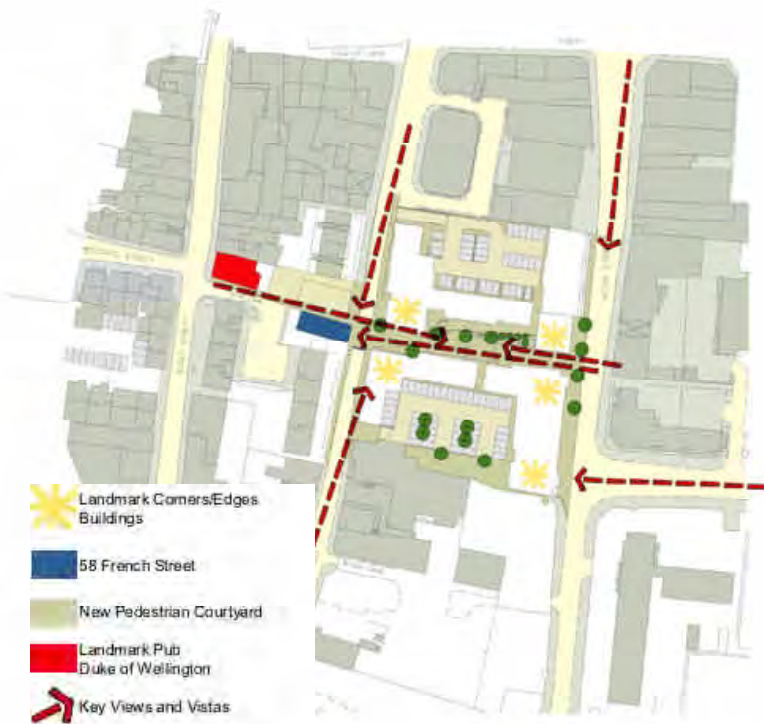 Landmark Corners/Edges
Buildings
58 French Street
New Pedestrian Courtyard
Landmark Pub
Duke of Wellington
Key Views and Vistas